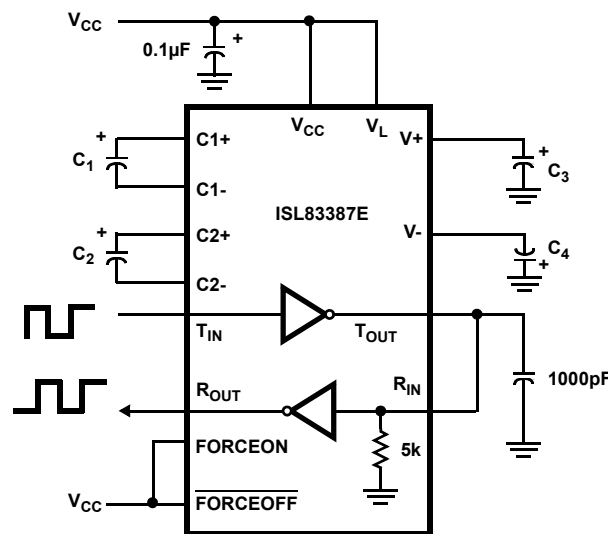 VCC
0.1µF
+
VCC
VL
+
C1
C1+
C1-
V+
+
C3
ISL83387E
+
C2
C2+
C2-
V-
C4
+
TIN
TOUT
ROUT
RIN
1000pF
5k
FORCEON
VCC
FORCEOFF